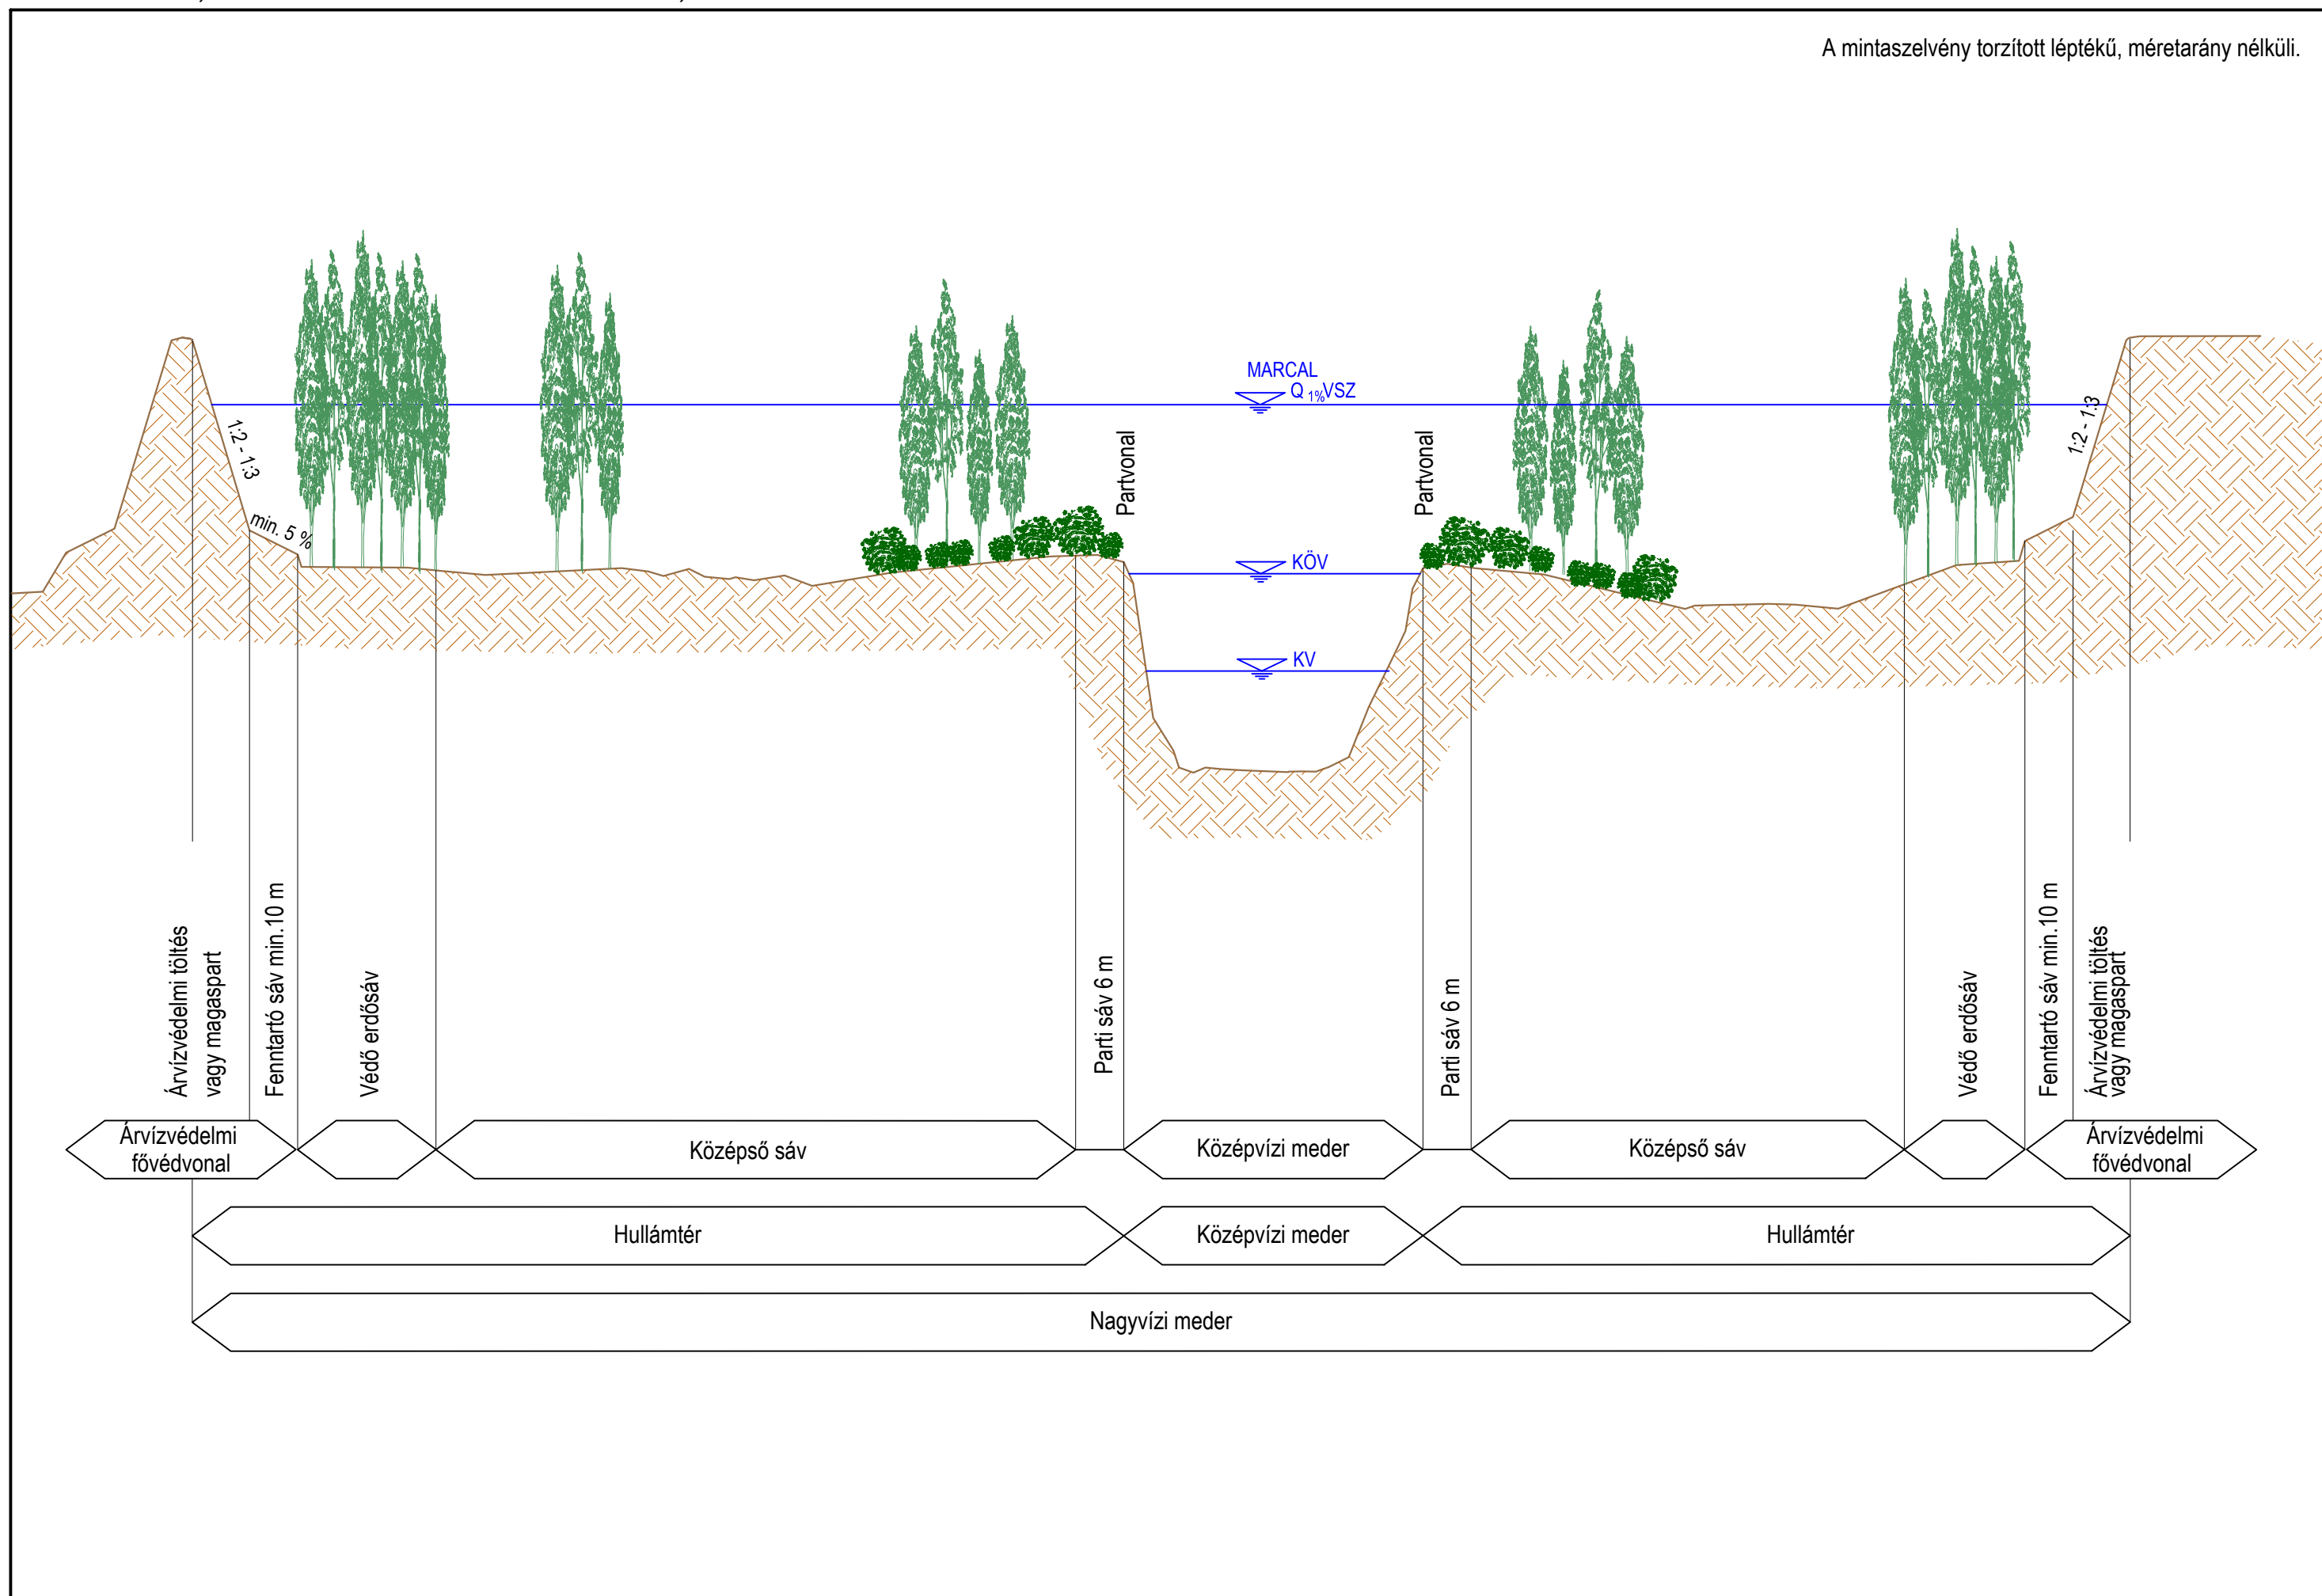 A mintaszelvény torzított léptékű, méretarány nélküli.
MARCAL
Q 1% VSZ
1:2 - 1:3
1:2 - 1:3
Partvonal
Partvonal
min. 5 %
KÖV
KV
Árvízvédelmi töltés
vagy magaspart
Fenntartó sáv min.10 m
Védő erdősáv
Parti sáv 6 m
Parti sáv 6 m
Védő erdősáv
Fenntartó sáv min.10 m
Árvízvédelmi töltés
vagy magaspart
Árvízvédelmi
fővédvonal
Középső sáv
Középvízi meder
Középső sáv
Árvízvédelmi
fővédvonal
Hullámtér
Középvízi meder
Hullámtér
Nagyvízi meder